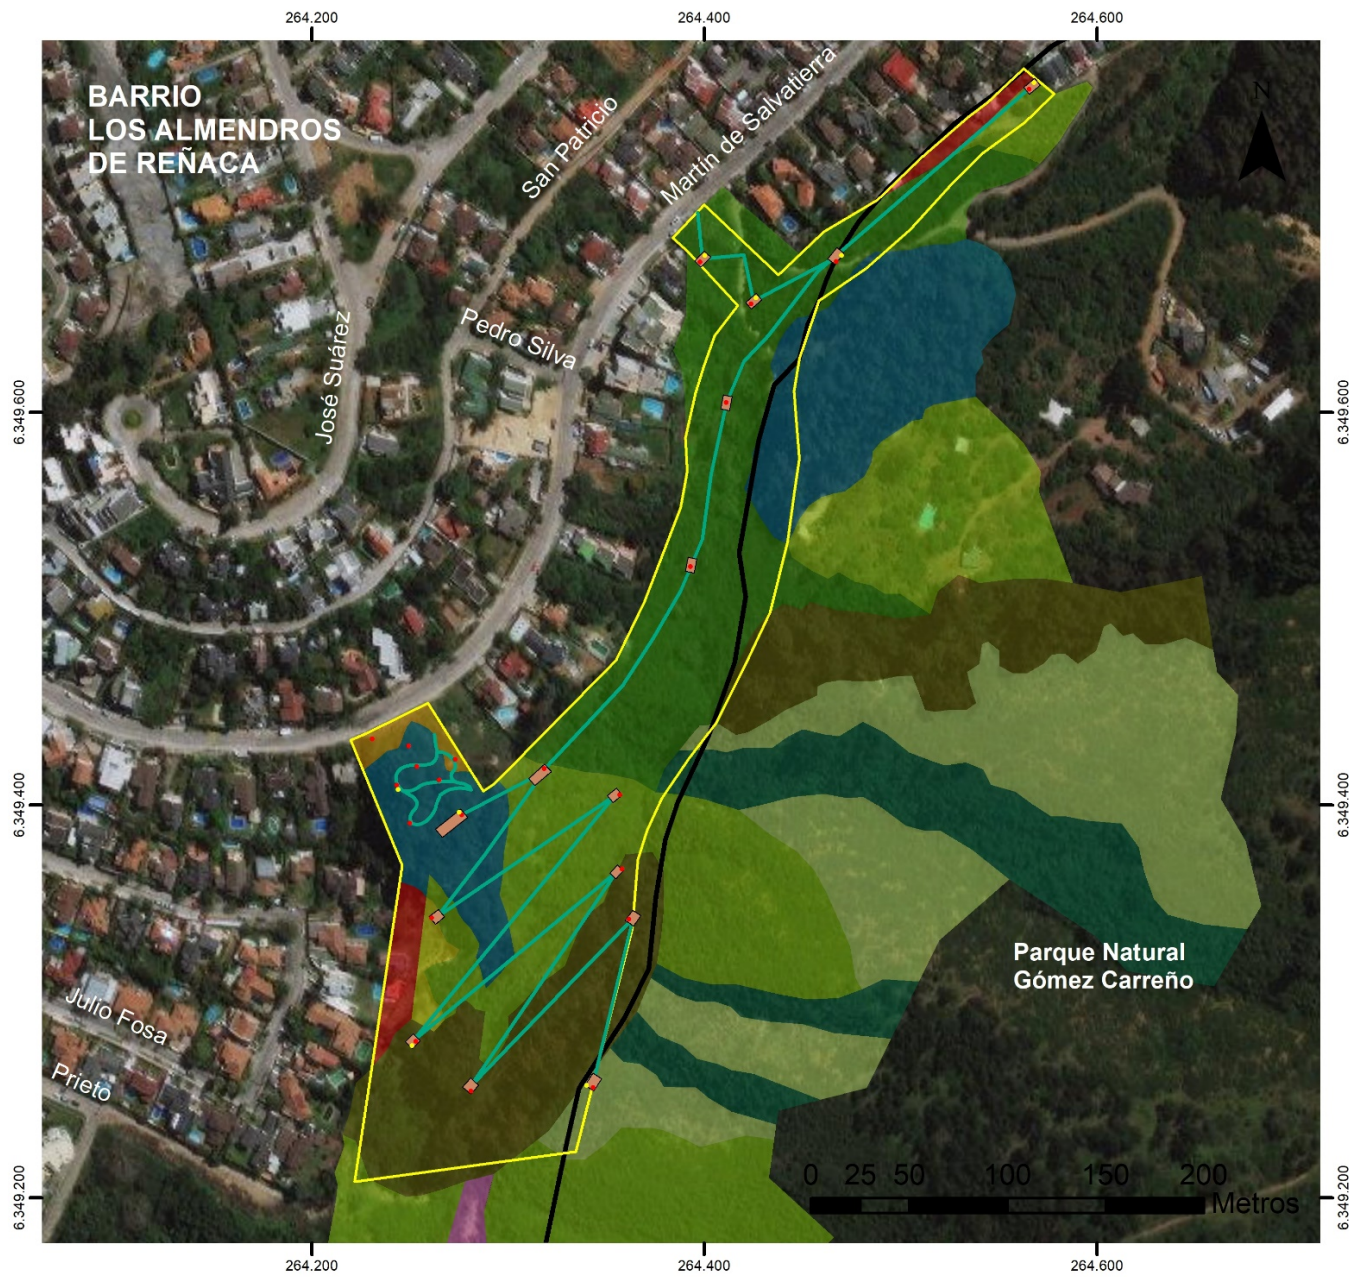 264.200
264.400
264.600
BARRIO
LOS ALMENDROS
DE REÑACA
N
San Patricio
Martín de Salvatierra
Pedro Silva
José Suárez
6.349.600
6.349.600
6.349.400
6.349.400
Parque Natural
Gómez Carreño
Julio Fosa
Prieto
0 25 50 100 150 200
Metros
6.349.200
6.349.200
264.200
264.400
264.600